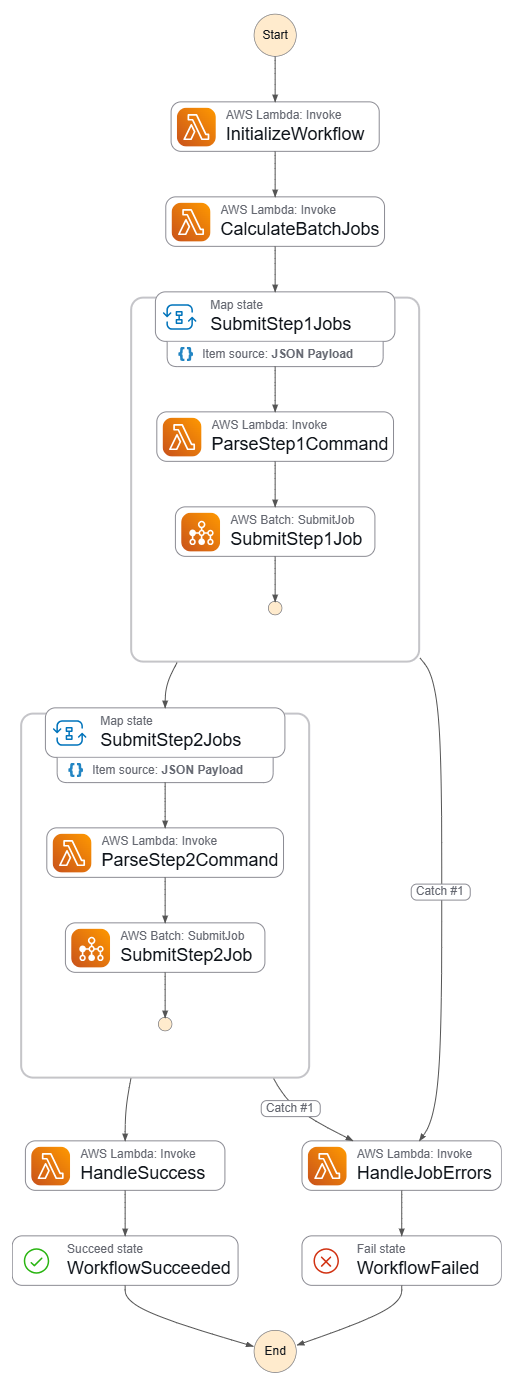 Start
AWS Lambda: Invoke
InitializeWorkflow
AWS Lambda: Invoke
CalculateBatchJobs
Map state
SubmitStep1Jobs
{} Item source: JSON Payload
AWS Lambda: Invoke
ParseStep1Command
AWS Batch: SubmitJob
SubmitStep1Job
Map state
SubmitStep2Jobs
{} Item source: JSON Payload
AWS Lambda: Invoke
ParseStep2Command
Catch #1
AWS Batch: SubmitJob
SubmitStep2Job
Catch #1
AWS Lambda: Invoke
HandleSuccess
AWS Lambda: Invoke
HandleJobErrors
Succeed state
WorkflowSucceeded
Fail state
WorkflowFailed
End